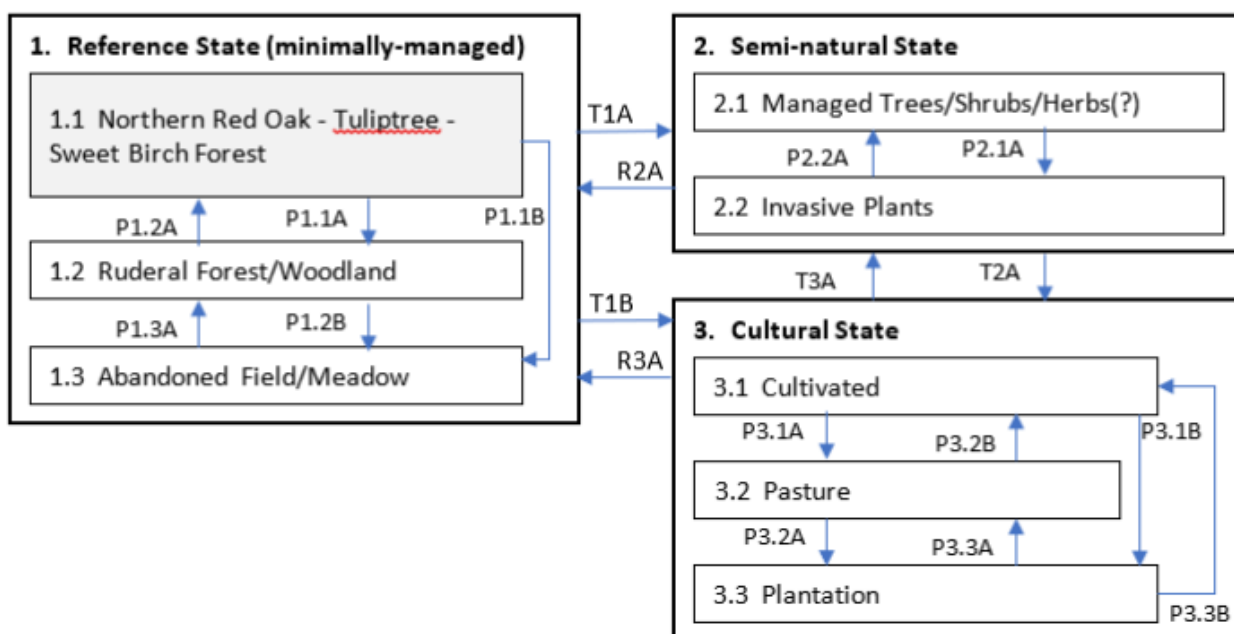 1. Reference State (minimally-managed)
1.1 Northern Red Oak - Tuliptree -
Sweet Birch Forest
P1.2A
P1.1A
P1.1B
1.2 Ruderal Forest/Woodland
P1.3A
P1.2B
1.3 Abandoned Field/Meadow
T1A
R2A
T1B
R3A
2. Semi-natural State
2.1 Managed Trees/Shrubs/Herbs(?)
P2.2A
P2.1A
2.2 Invasive Plants
T3A
T2A
3. Cultural State
3.1 Cultivated
P3.1A
P3.2B
P3.1B
3.2 Pasture
P3.2A
P3.3A
3.3 Plantation
P3.3B